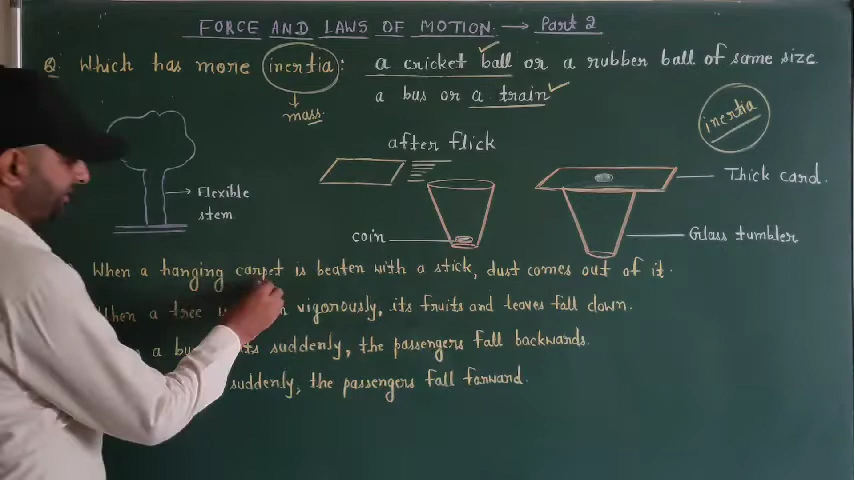 FORCE AND LAWS OF MOTION → Part 2
Q. Which has more inertia: a cricket ball or a rubber ball of same size.
mass
a bus or a train
inertia
after flick
Flexible
stem
coin
Thick card.
Glass tumbler
When a hanging carpet is beaten with a stick, dust comes out of it.
When a tree vigorously, its fruits and leaves fall down.
a bus suddenly, the passengers fall backwards.
suddenly, the passengers fall forward.